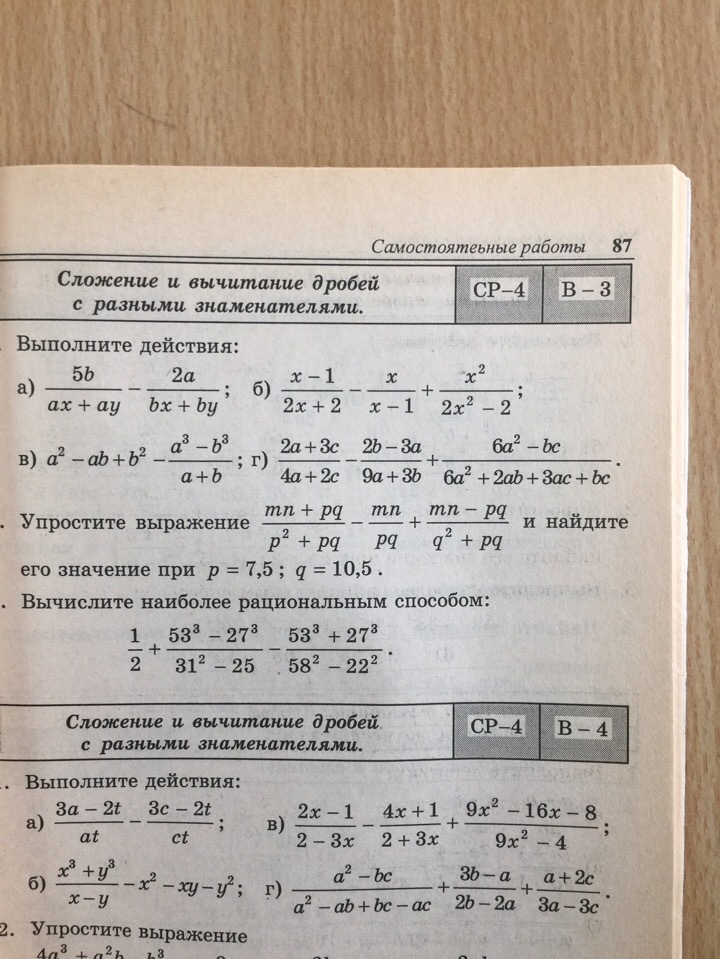 Самостоятеьные работы 87
Сложение и вычитание дробей с разными знаменателями. СР–4 В – 3
. Выполните действия:
а) 5b/(ax + ay) − 2a/(bx + by); б) (x − 1)/(2x + 2) − x/(x − 1) + x²/(2x² − 2);
в) a² − ab + b² − (a³ − b³)/(a + b); г) (2a + 3c)/(4a + 2c) − (2b − 3a)/(9a + 3b) + (6a² − bc)/(6a² + 2ab + 3ac + bc).
. Упростите выражение (mn + pq)/(p² + pq) − mn/pq + (mn − pq)/(q² + pq) и найдите
его значение при p = 7,5 ; q = 10,5 .
. Вычислите наиболее рациональным способом:
1/2 + (53³ − 27³)/(31² − 25) − (53³ + 27³)/(58² − 22²).
Сложение и вычитание дробей с разными знаменателями. СР–4 В – 4
. Выполните действия:
а) (3a − 2t)/at − (3c − 2t)/ct; в) (2x − 1)/(2 − 3x) − (4x + 1)/(2 + 3x) + (9x² − 16x − 8)/(9x² − 4);
б) (x³ + y³)/(x − y) − x² − xy − y²; г) (a² − bc)/(a² − ab + bc − ac) + (3b − a)/(2b − 2a) + (a + 2c)/(3a − 3c).
2. Упростите выражение
4a³ + a²b